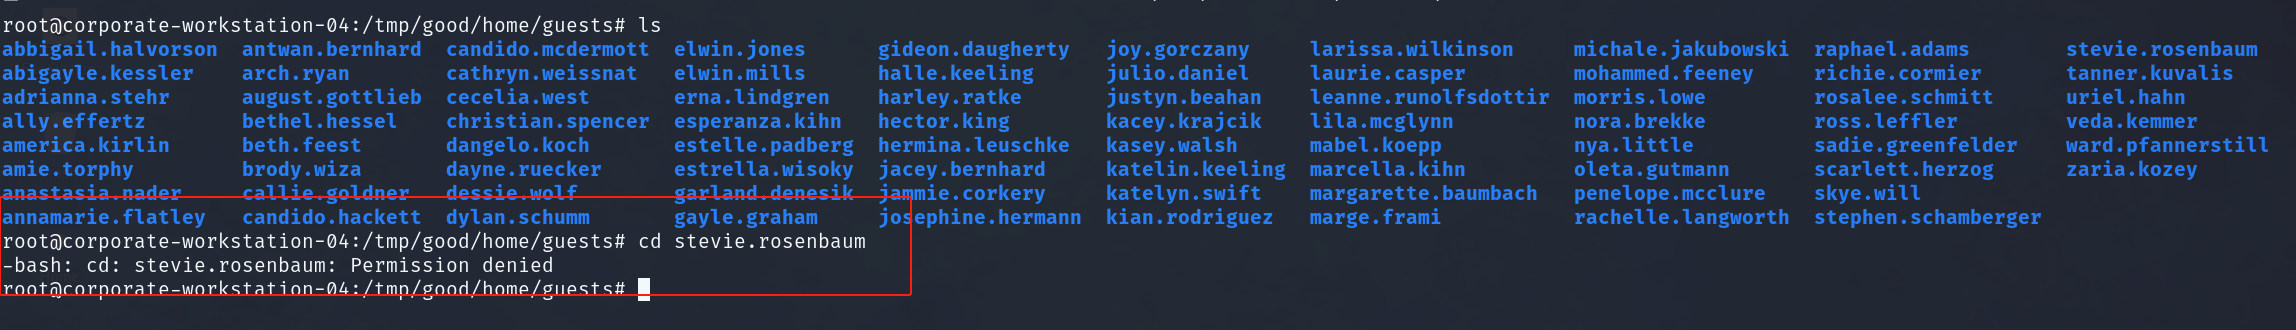 root@corporate-workstation-04:/tmp/good/home/guests# ls
abbigail.halvorson antwan.bernhard candido.mcdermott elwin.jones gideon.daugherty joy.gorczany larissa.wilkinson michale.jakubowski raphael.adams stevie.rosenbaum
abigayle.kessler arch.ryan cathryn.weissnat elwin.mills halle.keeling julio.daniel laurie.casper mohammed.feeney richie.cormier tanner.kuvalis
adrianna.stehr august.gottlieb cecelia.west erna.lindgren harley.ratke justyn.beahan leanne.runolfsdottir morris.lowe rosalee.schmitt uriel.hahn
ally.effertz bethel.hessel christian.spencer esperanza.kihn hector.king kacey.krajcik lila.mcglynn nora.brekke ross.leffler veda.kemmer
america.kirlin beth.feest dangelo.koch estelle.padberg hermina.leuschke kasey.walsh mabel.koepp nya.little sadie.greenfelder ward.pfannerstill
amie.torphy brody.wiza dayne.ruecker estrella.wisoky jacey.bernhard katelin.keeling marcella.kihn oleta.gutmann scarlett.herzog zaria.kozey
anastasia.nader callie.goldner dessie.wolf garland.denesik jammie.corkery katelyn.swift margarette.baumbach penelope.mcclure skye.will
annamarie.flatley candido.hackett dylan.schumm gayle.graham josephine.hermann kian.rodriguez marge.frami rachelle.langworth stephen.schamberger
root@corporate-workstation-04:/tmp/good/home/guests# cd stevie.rosenbaum
-bash: cd: stevie.rosenbaum: Permission denied
root@corporate-workstation-04:/tmp/good/home/guests#